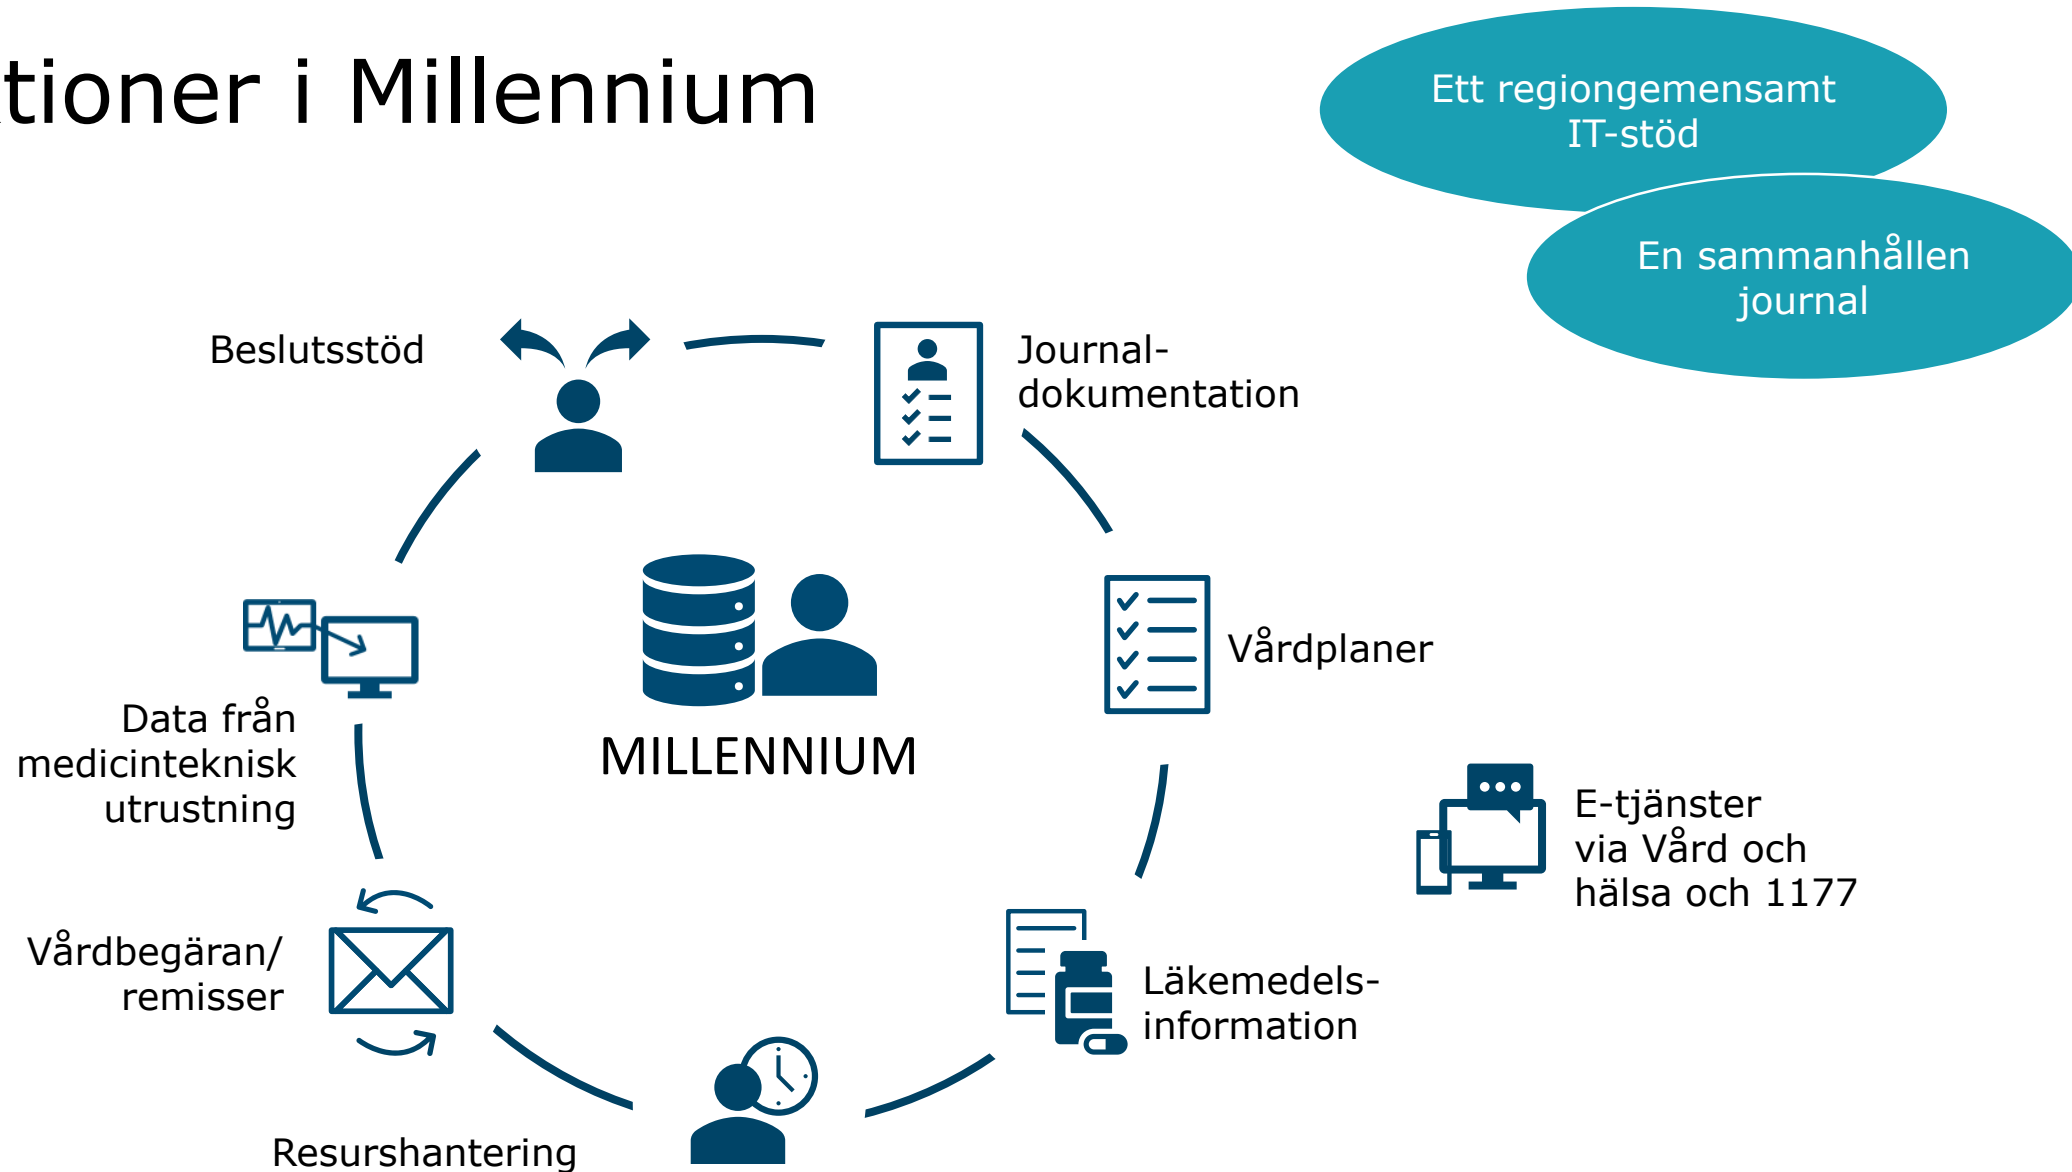 tioner i Millennium
Ett regiongemensamt
IT-stöd
En sammanhållen
journal
Beslutsstöd
Journal-
dokumentation
Vårdplaner
MILLENNIUM
Data från
medicinteknisk
utrustning
E-tjänster
via Vård och
hälsa och 1177
Vårdbegäran/
remisser
Läkemedels-
information
Resurshantering